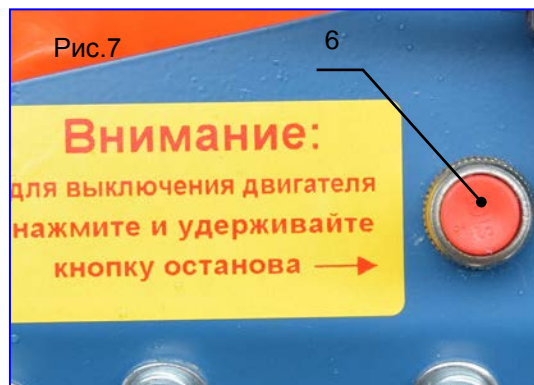 Рис.7
6
Внимание:
для выключения двигателя
нажмите и удерживайте
кнопку останова